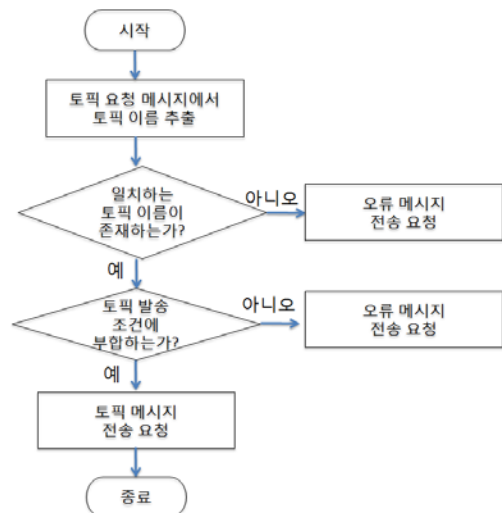 시작
토픽 요청 메시지에서
토픽 이름 추출
일치하는
토픽 이름이
존재하는가?
아니오
오류 메시지
전송 요청
예
토픽 발송
조건에
부합하는가?
아니오
오류 메시지
전송 요청
예
토픽 메시지
전송 요청
종료